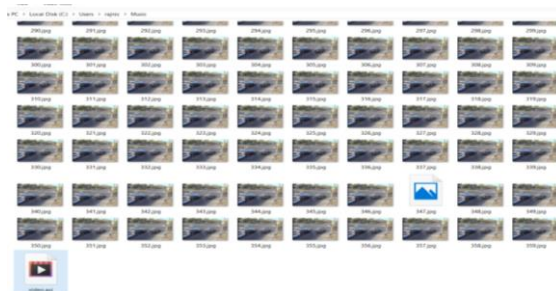 PC > Local Disk (C:) > Users > rajnis > Music
290.jpg 291.jpg 292.jpg 293.jpg 294.jpg 295.jpg 296.jpg 297.jpg 298.jpg 299.jpg
300.jpg 301.jpg 302.jpg 303.jpg 304.jpg 305.jpg 306.jpg 307.jpg 308.jpg 309.jpg
310.jpg 311.jpg 312.jpg 313.jpg 314.jpg 315.jpg 316.jpg 317.jpg 318.jpg 319.jpg
320.jpg 321.jpg 322.jpg 323.jpg 324.jpg 325.jpg 326.jpg 327.jpg 328.jpg 329.jpg
330.jpg 331.jpg 332.jpg 333.jpg 334.jpg 335.jpg 336.jpg 337.jpg 338.jpg 339.jpg
340.jpg 341.jpg 342.jpg 343.jpg 344.jpg 345.jpg 346.jpg 347.jpg 348.jpg 349.jpg
350.jpg 351.jpg 352.jpg 353.jpg 354.jpg 355.jpg 356.jpg 357.jpg 358.jpg 359.jpg